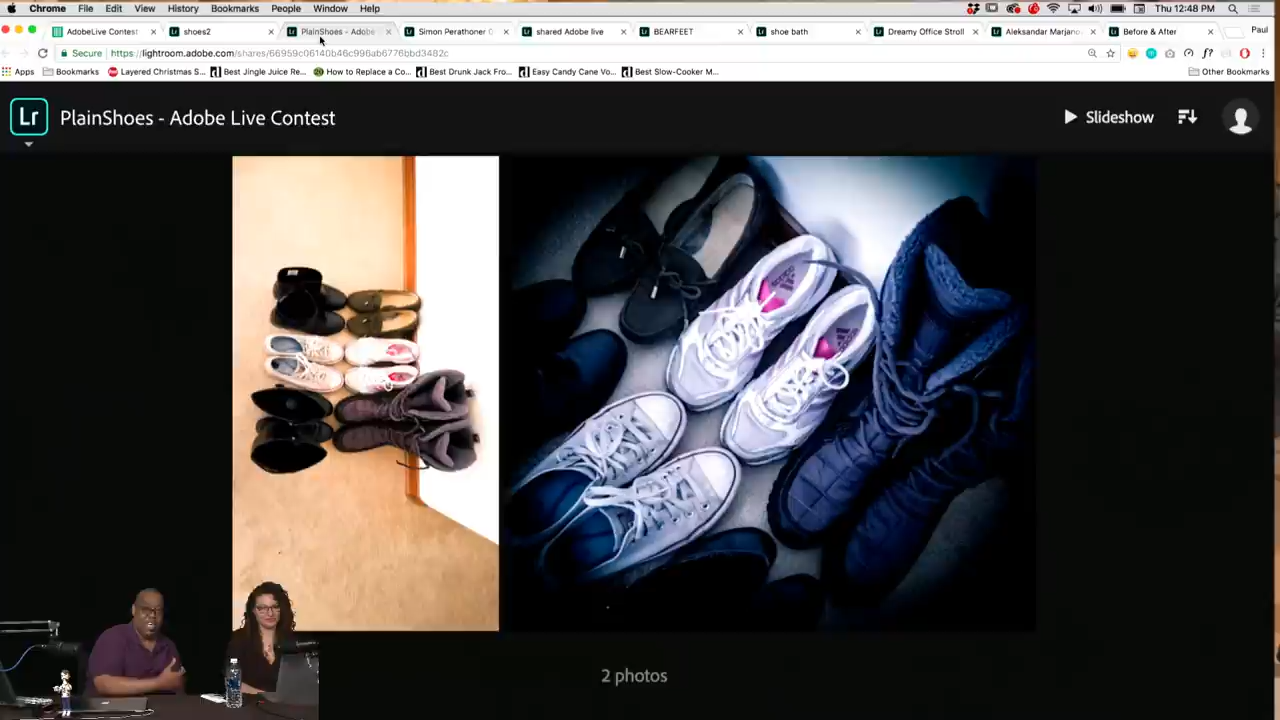 Chrome File Edit View History Bookmarks People Window Help Thu 12:48 PM
AdobeLive Contest shoes2 PlainShoes - Adobe Simon Perathoner shared Adobe live BEARFEET shoe bath Dreamy Office Stroll Aleksandar Marjano Before & After Paul
Secure https://lightroom.adobe.com/shares/66959c06140b46c996ab6776bbd3482c
Apps Bookmarks Layered Christmas S... Best Jingle Juice Re... How to Replace a Co... Best Drunk Jack Fro... Easy Candy Cane Vo... Best Slow-Cooker M... Other Bookmarks
Lr PlainShoes - Adobe Live Contest Slideshow
adidas
adidas
2 photos